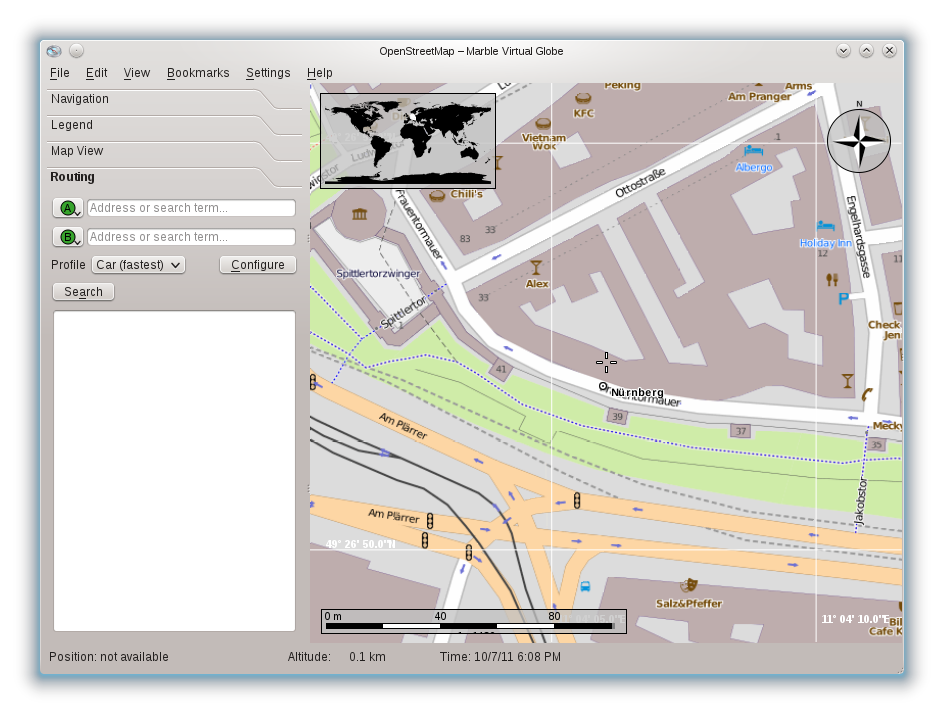 OpenStreetMap – Marble Virtual Globe
File Edit View Bookmarks Settings Help
Navigation
Legend
Map View
Routing
A
Address or search term...
B
Address or search term...
Profile
Car (fastest)
Configure
Search
Peking
KFC
Arms
Am Pranger
N
Vietnam
Wok
1
Albergo
Ottostraße
Chili's
Frauentormauer
33
83
Engelhardsgasse
Holiday Inn
12
11
Spittlertorzwinger
Alex
33
P
Spittlertor
2
Check
Jen
41
Nürnberg
39
37
Mecky
35
Am Plärrer
Jakobstor
Am Plärrer
49° 26' 50.0"N
Salz&Pfeffer
0 m
40
80
11° 04' 10.0"E
Cafe K
Position: not available
Altitude: 0.1 km
Time: 10/7/11 6:08 PM